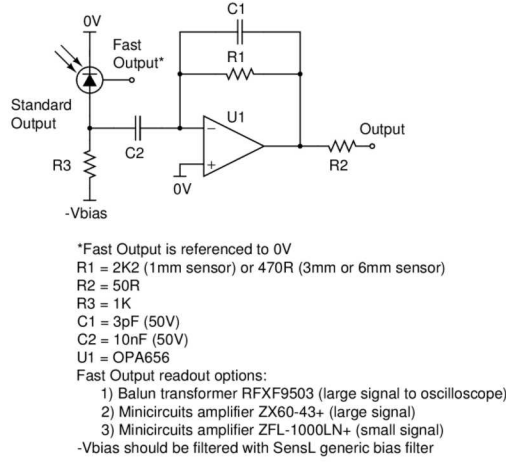 C1
0V
Fast
Output*
R1
Standard
Output
U1
Output
C2
R3
R2
0V
-Vbias
*Fast Output is referenced to 0V
R1 = 2K2 (1mm sensor) or 470R (3mm or 6mm sensor)
R2 = 50R
R3 = 1K
C1 = 3pF (50V)
C2 = 10nF (50V)
U1 = OPA656
Fast Output readout options:
1) Balun transformer RFXF9503 (large signal to oscilloscope)
2) Minicircuits amplifier ZX60-43+ (large signal)
3) Minicircuits amplifier ZFL-1000LN+ (small signal)
-Vbias should be filtered with SensL generic bias filter